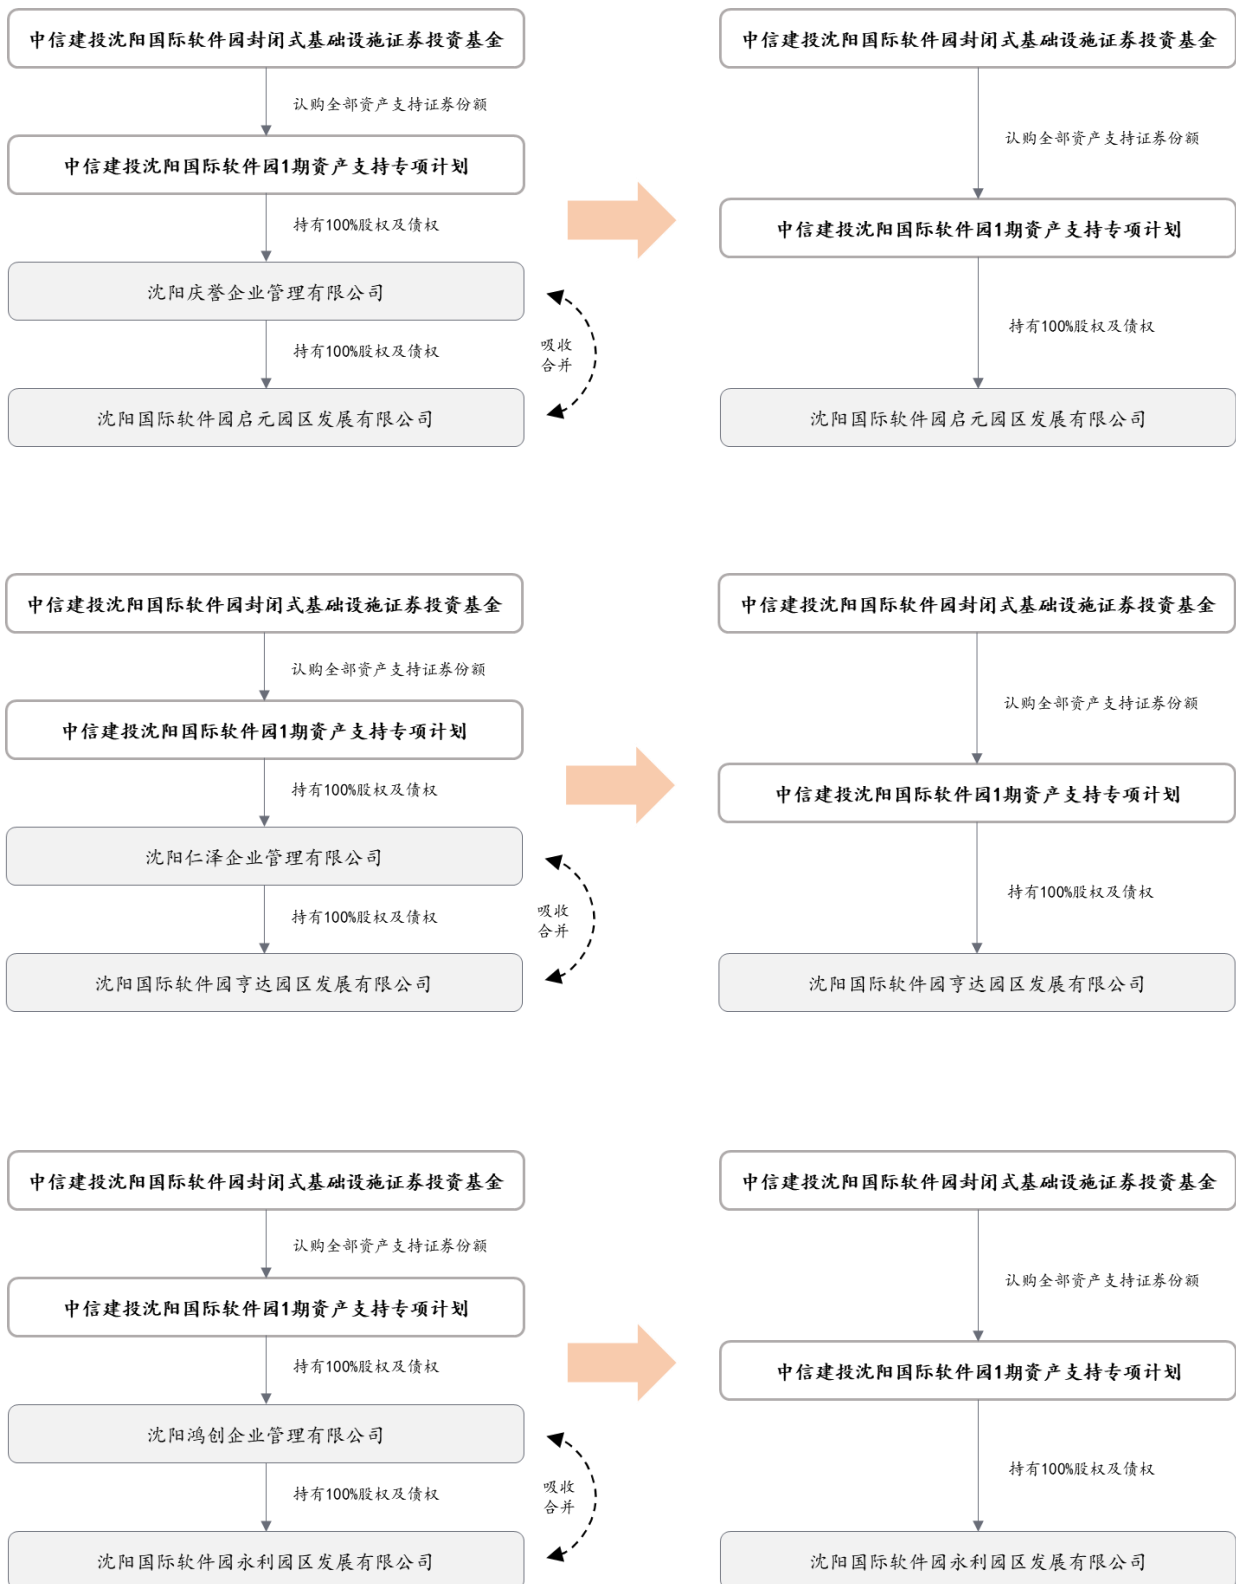 中信建投沈阳国际软件园封闭式基础设施证券投资基金
认购全部资产支持证券份额
中信建投沈阳国际软件园1期资产支持专项计划
持有100%股权及债权
沈阳庆誉企业管理有限公司
持有100%股权及债权
沈阳国际软件园启元园区发展有限公司
吸收
合并
中信建投沈阳国际软件园封闭式基础设施证券投资基金
认购全部资产支持证券份额
中信建投沈阳国际软件园1期资产支持专项计划
持有100%股权及债权
沈阳国际软件园启元园区发展有限公司
中信建投沈阳国际软件园封闭式基础设施证券投资基金
认购全部资产支持证券份额
中信建投沈阳国际软件园1期资产支持专项计划
持有100%股权及债权
沈阳仁泽企业管理有限公司
持有100%股权及债权
沈阳国际软件园亨达园区发展有限公司
吸收
合并
中信建投沈阳国际软件园封闭式基础设施证券投资基金
认购全部资产支持证券份额
中信建投沈阳国际软件园1期资产支持专项计划
持有100%股权及债权
沈阳国际软件园亨达园区发展有限公司
中信建投沈阳国际软件园封闭式基础设施证券投资基金
认购全部资产支持证券份额
中信建投沈阳国际软件园1期资产支持专项计划
持有100%股权及债权
沈阳鸿创企业管理有限公司
持有100%股权及债权
沈阳国际软件园永利园区发展有限公司
吸收
合并
中信建投沈阳国际软件园封闭式基础设施证券投资基金
认购全部资产支持证券份额
中信建投沈阳国际软件园1期资产支持专项计划
持有100%股权及债权
沈阳国际软件园永利园区发展有限公司